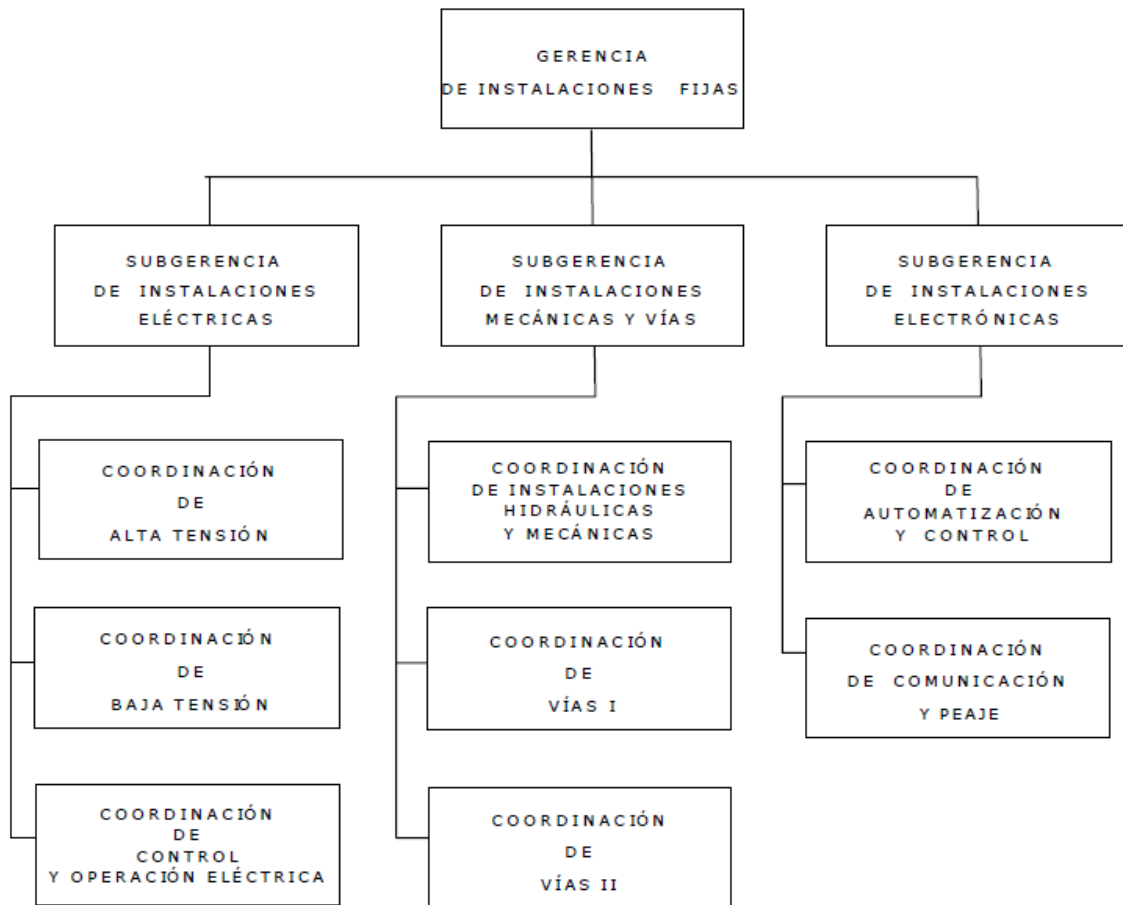 GERENCIA
DE INSTALACIONES FIJAS
SUBGERENCIA
DE INSTALACIONES
ELÉCTRICAS
SUBGERENCIA
DE INSTALACIONES
MECÁNICAS Y VÍAS
SUBGERENCIA
DE INSTALACIONES
ELECTRÓNICAS
COORDINACIÓN
DE
ALTA TENSIÓN
COORDINACIÓN
DE INSTALACIONES
HIDRÁULICAS
Y MECÁNICAS
COORDINACIÓN
DE
AUTOMATIZACIÓN
Y CONTROL
COORDINACIÓN
DE
BAJA TENSIÓN
COORDINACIÓN
DE
VÍAS I
COORDINACIÓN
DE COMUNICACIÓN
Y PEAJE
COORDINACIÓN
DE
CONTROL
Y OPERACIÓN ELÉCTRICA
COORDINACIÓN
DE
VÍAS II